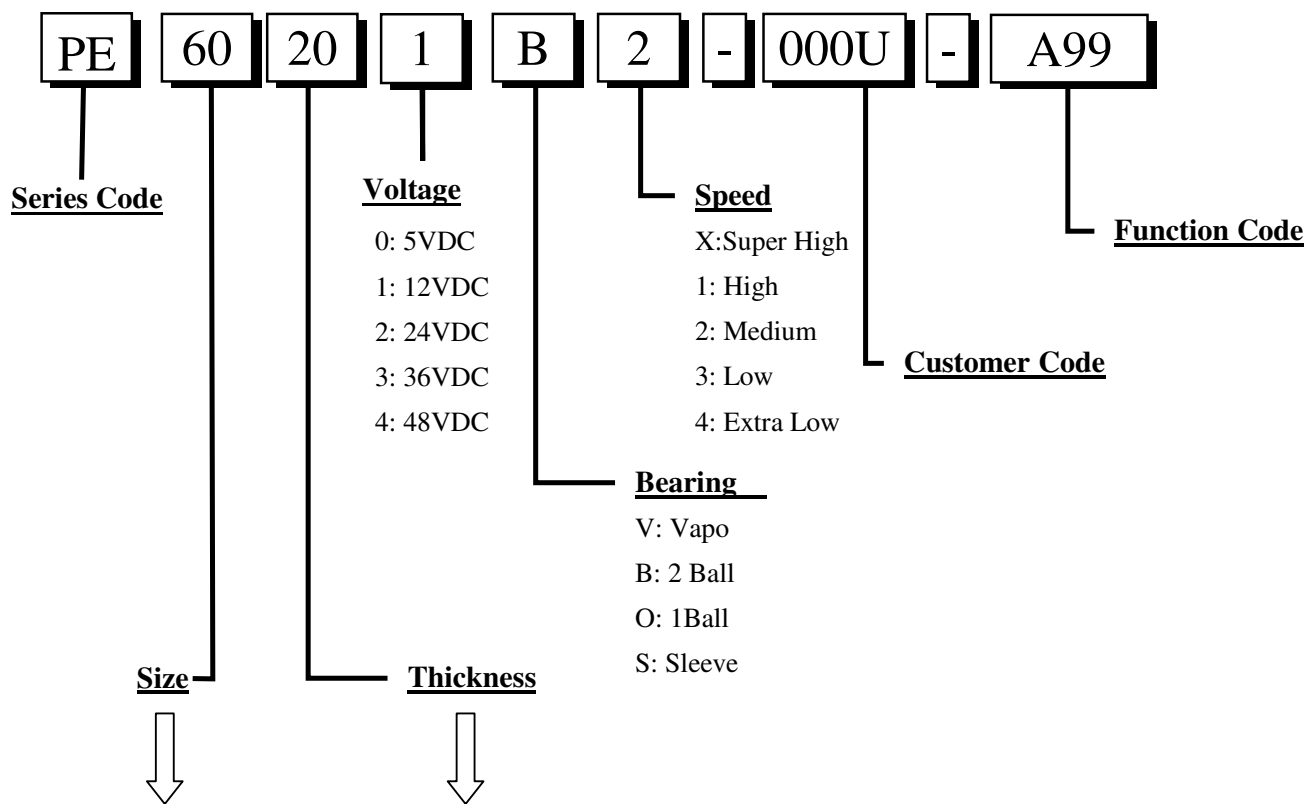 PE 60 20 1 B 2 - 000U - A99
Series Code
Voltage
0: 5VDC
1: 12VDC
2: 24VDC
3: 36VDC
4: 48VDC
Speed
X:Super High
1: High
2: Medium
3: Low
4: Extra Low
Function Code
Customer Code
Bearing
V: Vapo
B: 2 Ball
O: 1Ball
S: Sleeve
Size
Thickness